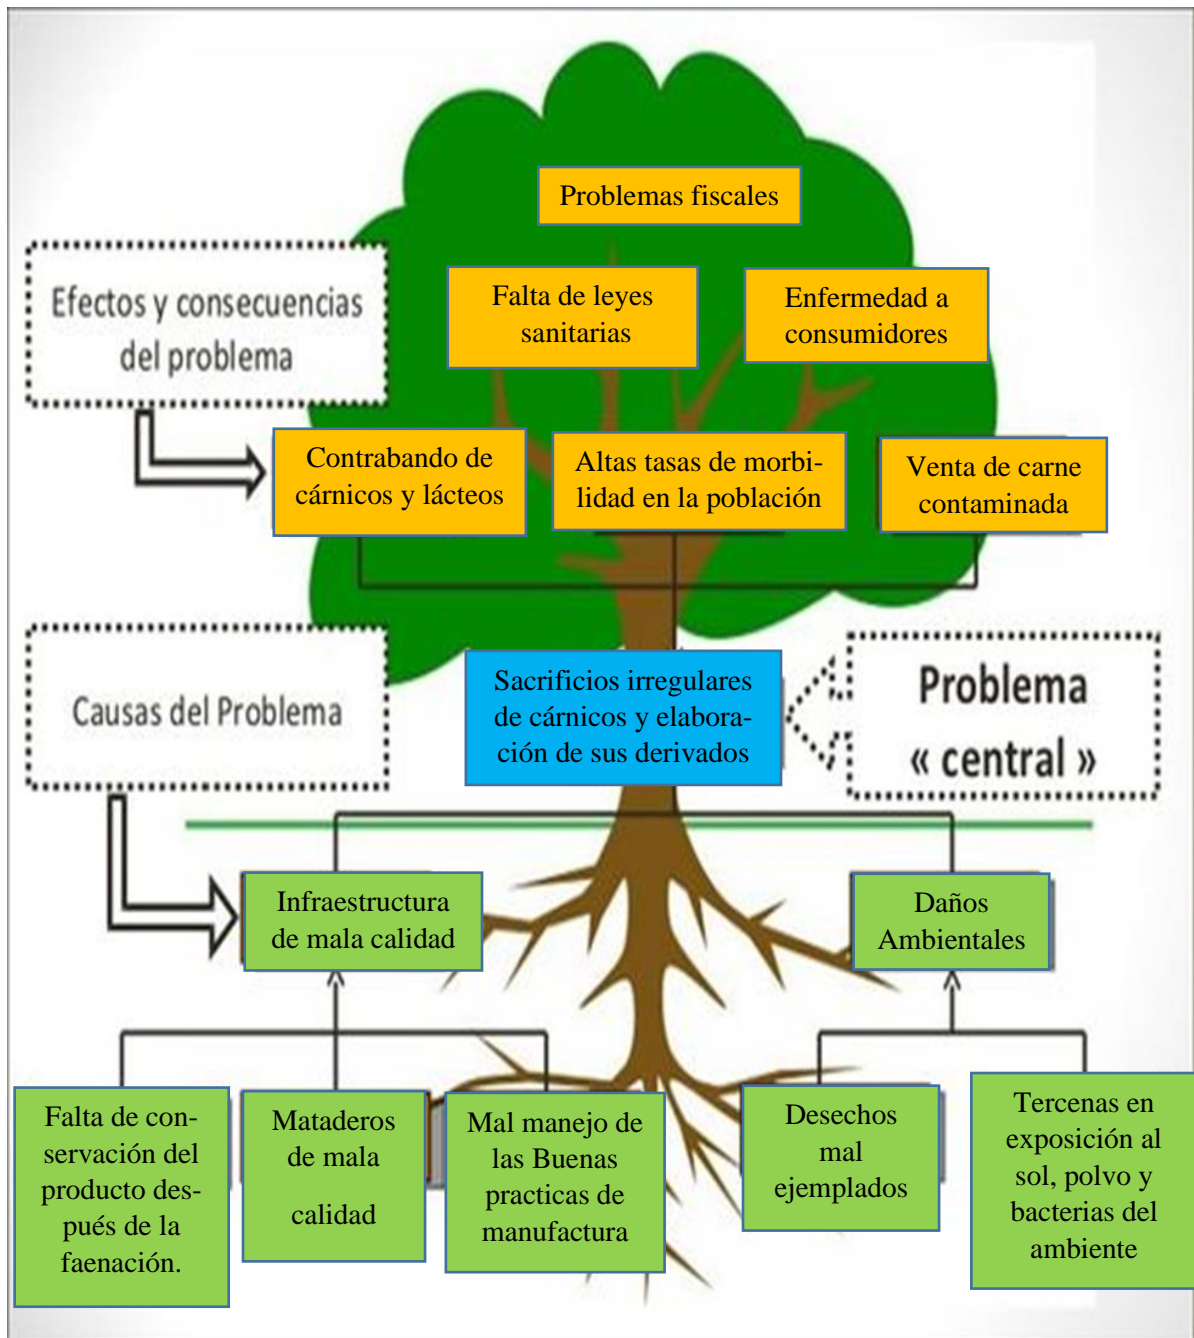 Problemas fiscales
Falta de leyes
sanitarias
Enfermedad a
consumidores
Efectos y consecuencias
del problema
Contrabando de
cárnicos y lácteos
Altas tasas de morbi-
lidad en la población
Venta de carne
contaminada
Causas del Problema
Sacrificios irregulares
de cárnicos y elabora-
ción de sus derivados
Problema
« central »
Infraestructura
de mala calidad
Daños
Ambientales
Falta de con-
servación del
producto des-
pués de la
faenación.
Mataderos
de mala
calidad
Mal manejo de
las Buenas
practicas de
manufactura
Desechos
mal
ejemplados
Tercenas en
exposición al
sol, polvo y
bacterias del
ambiente